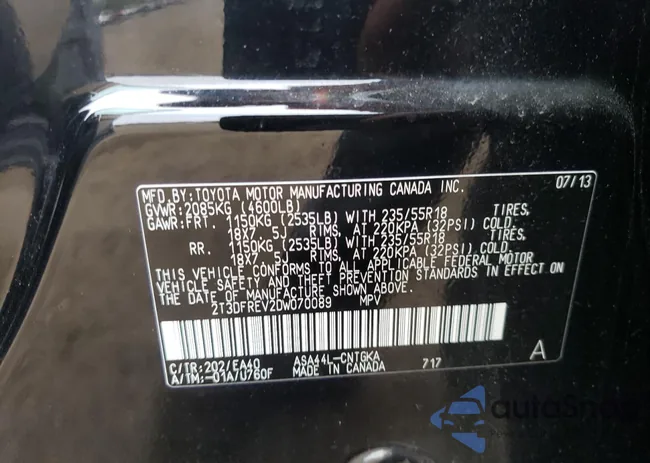 MFD. BY: TOYOTA MOTOR MANUFACTURING CANADA INC. 07/13
GVWR: 2085KG (4600LB)
GAWR: FRT. 1150KG (2535LB) WITH 235/55R18 TIRES,
18X7 5J RIMS, AT 220KPA (32PSI) COLD
RR. 1150KG (2535LB) WITH 235/55R18 TIRES,
18X7 5J RIMS, AT 220KPA (32PSI) COLD.
THIS VEHICLE CONFORMS TO ALL APPLICABLE FEDERAL MOTOR
VEHICLE SAFETY AND THEFT PREVENTION STANDARDS IN EFFECT ON
THE DATE OF MANUFACTURE SHOWN ABOVE.
2T3DFREV2DW070089 MPV
C/TR: 202/EA40 ASA44L-CNTGKA A
A/TM: -01A/U760F MADE IN CANADA 717